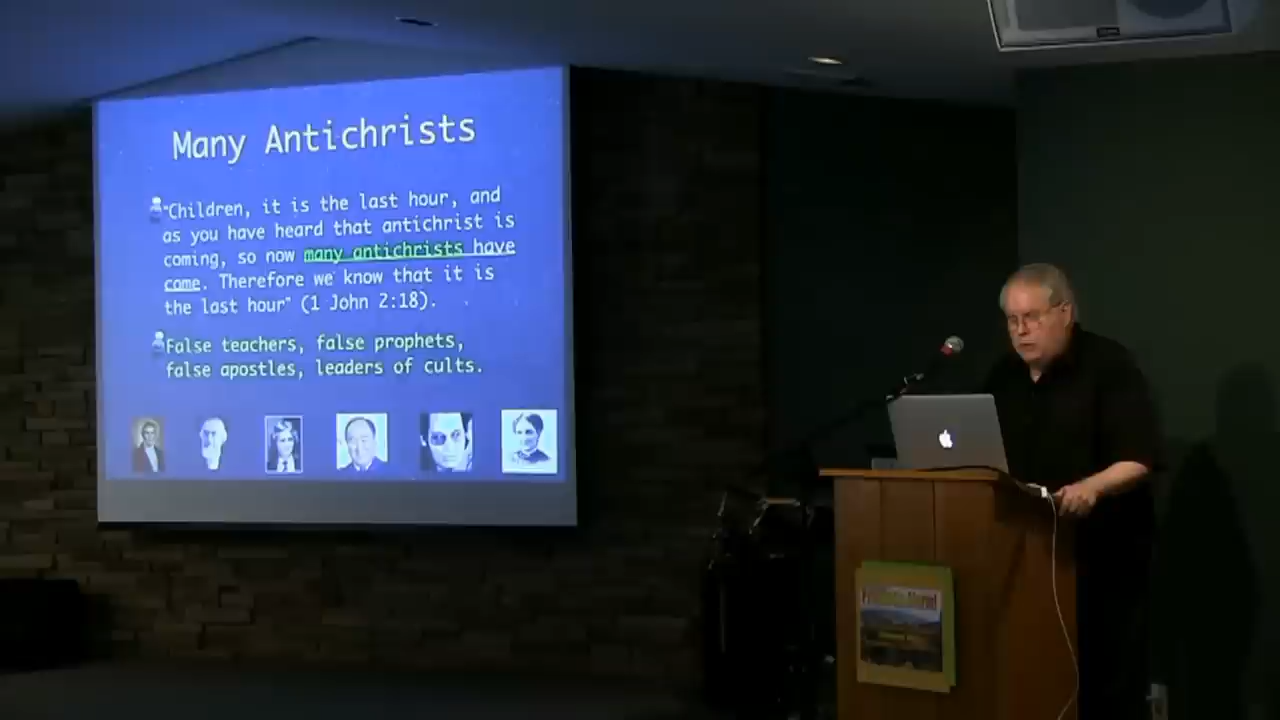 Many Antichrists
"Children, it is the last hour, and
as you have heard that antichrist is
coming, so now many antichrists have
come. Therefore we know that it is
the last hour" (1 John 2:18).
False teachers, false prophets,
false apostles, leaders of cults.